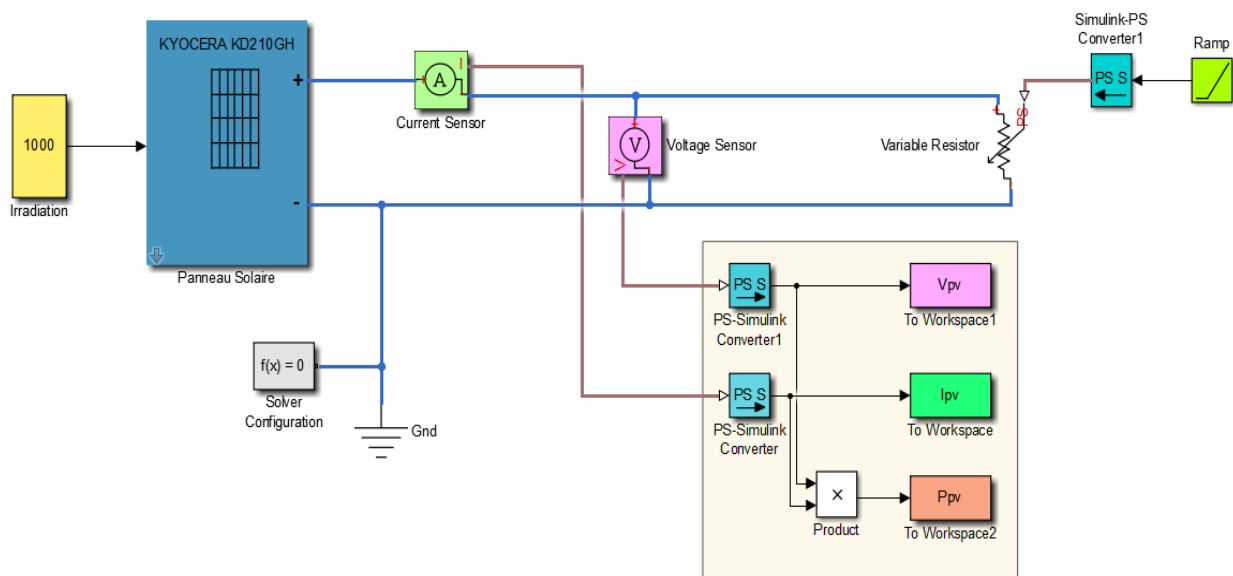 Simulink-PS
Converter1
Ramp
PS S
KYOCERA KD210GH
+
-
I
A
Current Sensor
1000
Irradiation
Panneau Solaire
+
V
V
Voltage Sensor
+
PS
Variable Resistor
PS S
PS-Simulink
Converter1
Vpv
To Workspace1
f(x) = 0
Solver
Configuration
Gnd
PS S
PS-Simulink
Converter
Ipv
To Workspace
×
Product
Ppv
To Workspace2